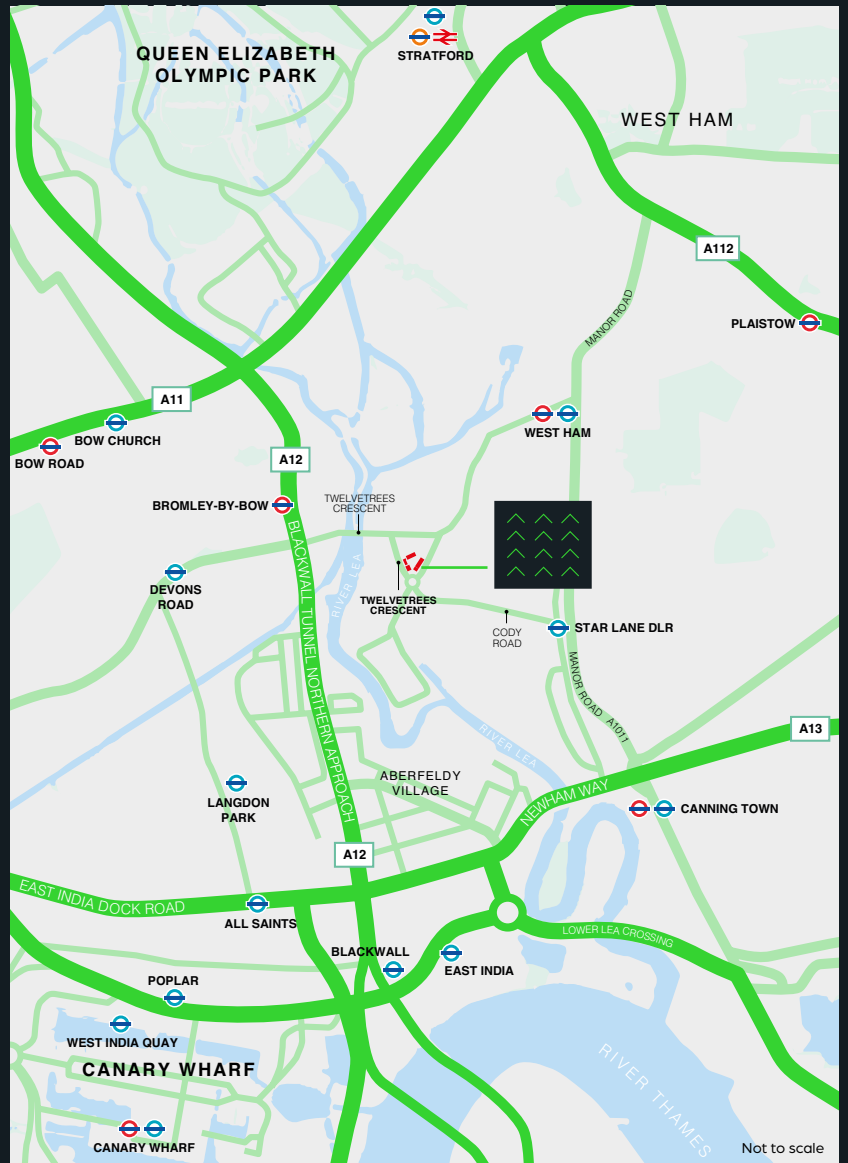 STRATFORD
QUEEN ELIZABETH
OLYMPIC PARK
WEST HAM
A112
MANOR ROAD
PLAISTOW
A11
BOW CHURCH
BOW ROAD
WEST HAM
A12
BROMLEY-BY-BOW
TWELVETREES
CRESCENT
BLACKWALL TUNNEL NORTHERN APPROACH
RIVER LEA
DEVONS
ROAD
TWELVETREES
CRESCENT
CODY
ROAD
STAR LANE DLR
MANOR ROAD A1011
RIVER LEA
A13
ABERFELDY
VILLAGE
LANGDON
PARK
NEWHAM WAY
CANNING TOWN
A12
EAST INDIA DOCK ROAD
ALL SAINTS
LOWER LEA CROSSING
BLACKWALL
EAST INDIA
POPLAR
WEST INDIA QUAY
CANARY WHARF
RIVER THAMES
CANARY WHARF
Not to scale